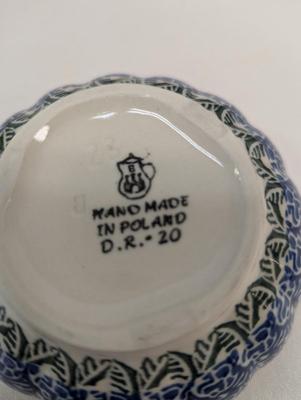 B
HAND MADE
IN POLAND
D.R.-20